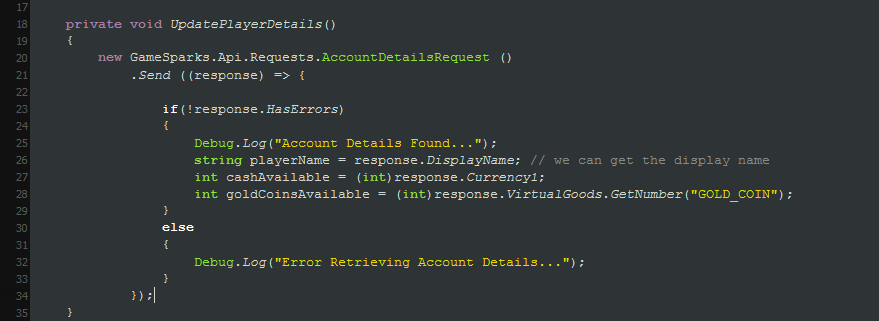 17
18 private void UpdatePlayerDetails()
19 {
20 new GameSparks.Api.Requests.AccountDetailsRequest ()
21 .Send ((response) => {
22
23 if(!response.HasErrors)
24 {
25 Debug.Log("Account Details Found...");
26 string playerName = response.DisplayName; // we can get the display name
27 int cashAvailable = (int)response.Currency1;
28 int goldCoinsAvailable = (int)response.VirtualGoods.GetNumber("GOLD_COIN");
29 }
30 else
31 {
32 Debug.Log("Error Retrieving Account Details...");
33 }
34 });
35 }